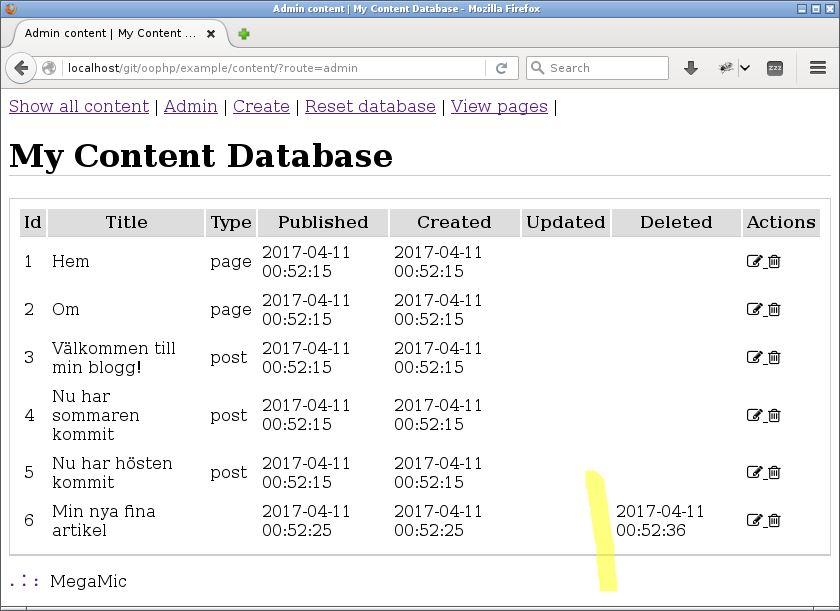 Admin content | My Content Database - Mozilla Firefox
Admin content | My Content ...
localhost/git/oophp/example/content/?route=admin
Search
Show all content | Admin | Create | Reset database | View pages |
My Content Database
Id Title Type Published Created Updated Deleted Actions
1 Hem page 2017-04-11 2017-04-11
00:52:15 00:52:15
2 Om page 2017-04-11 2017-04-11
00:52:15 00:52:15
3 Välkommen till post 2017-04-11 2017-04-11
min blogg! 00:52:15 00:52:15
Nu har
4 sommaren post 2017-04-11 2017-04-11
kommit 00:52:15 00:52:15
5 Nu har hösten post 2017-04-11 2017-04-11
kommit 00:52:15 00:52:15
6 Min nya fina 2017-04-11 2017-04-11 2017-04-11
artikel 00:52:25 00:52:25 00:52:36
.:: MegaMic